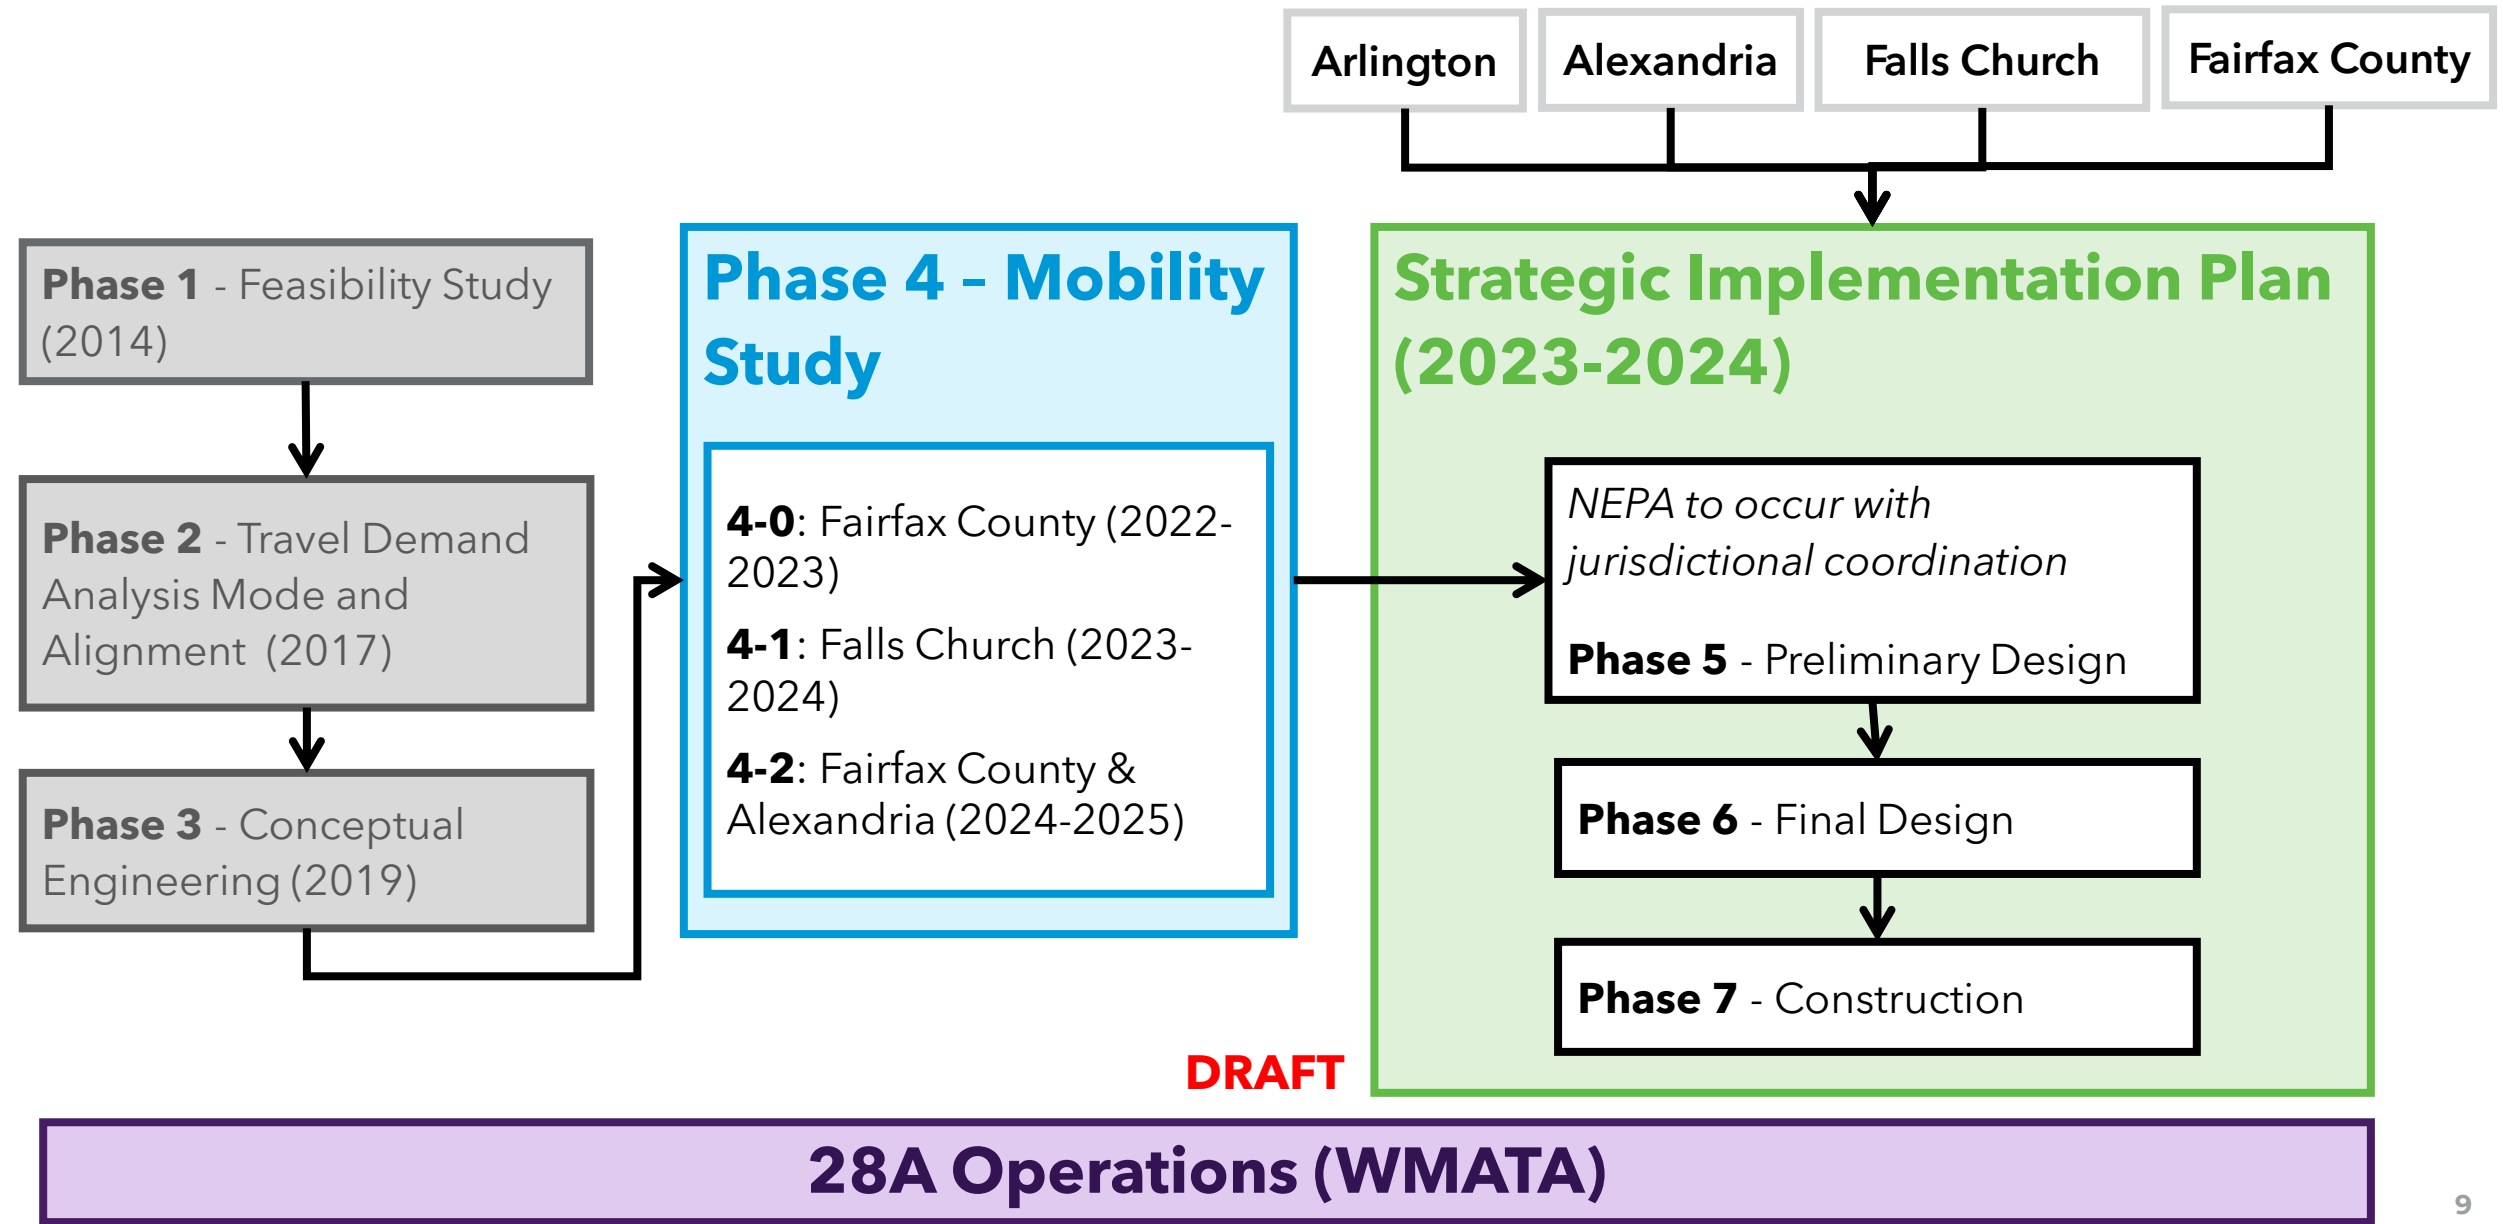 Arlington
Alexandria
Falls Church
Fairfax County
Phase 1 - Feasibility Study
(2014)
Phase 2 - Travel Demand
Analysis Mode and
Alignment (2017)
Phase 3 - Conceptual
Engineering (2019)
Phase 4 – Mobility
Study
4-0: Fairfax County (2022-
2023)
4-1: Falls Church (2023-
2024)
4-2: Fairfax County &
Alexandria (2024-2025)
Strategic Implementation Plan
(2023-2024)
NEPA to occur with
jurisdictional coordination
Phase 5 - Preliminary Design
Phase 6 - Final Design
Phase 7 - Construction
DRAFT
28A Operations (WMATA)
9